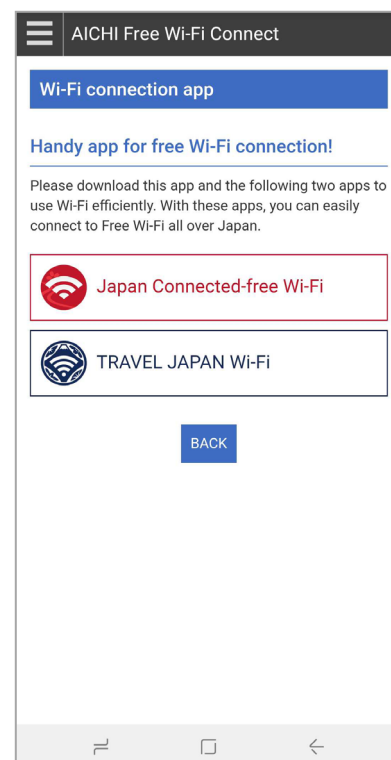 AICHI Free Wi-Fi Connect
Wi-Fi connection app
Handy app for free Wi-Fi connection!
Please download this app and the following two apps to
use Wi-Fi efficiently. With these apps, you can easily
connect to Free Wi-Fi all over Japan.
Japan Connected-free Wi-Fi
TRAVEL JAPAN Wi-Fi
BACK